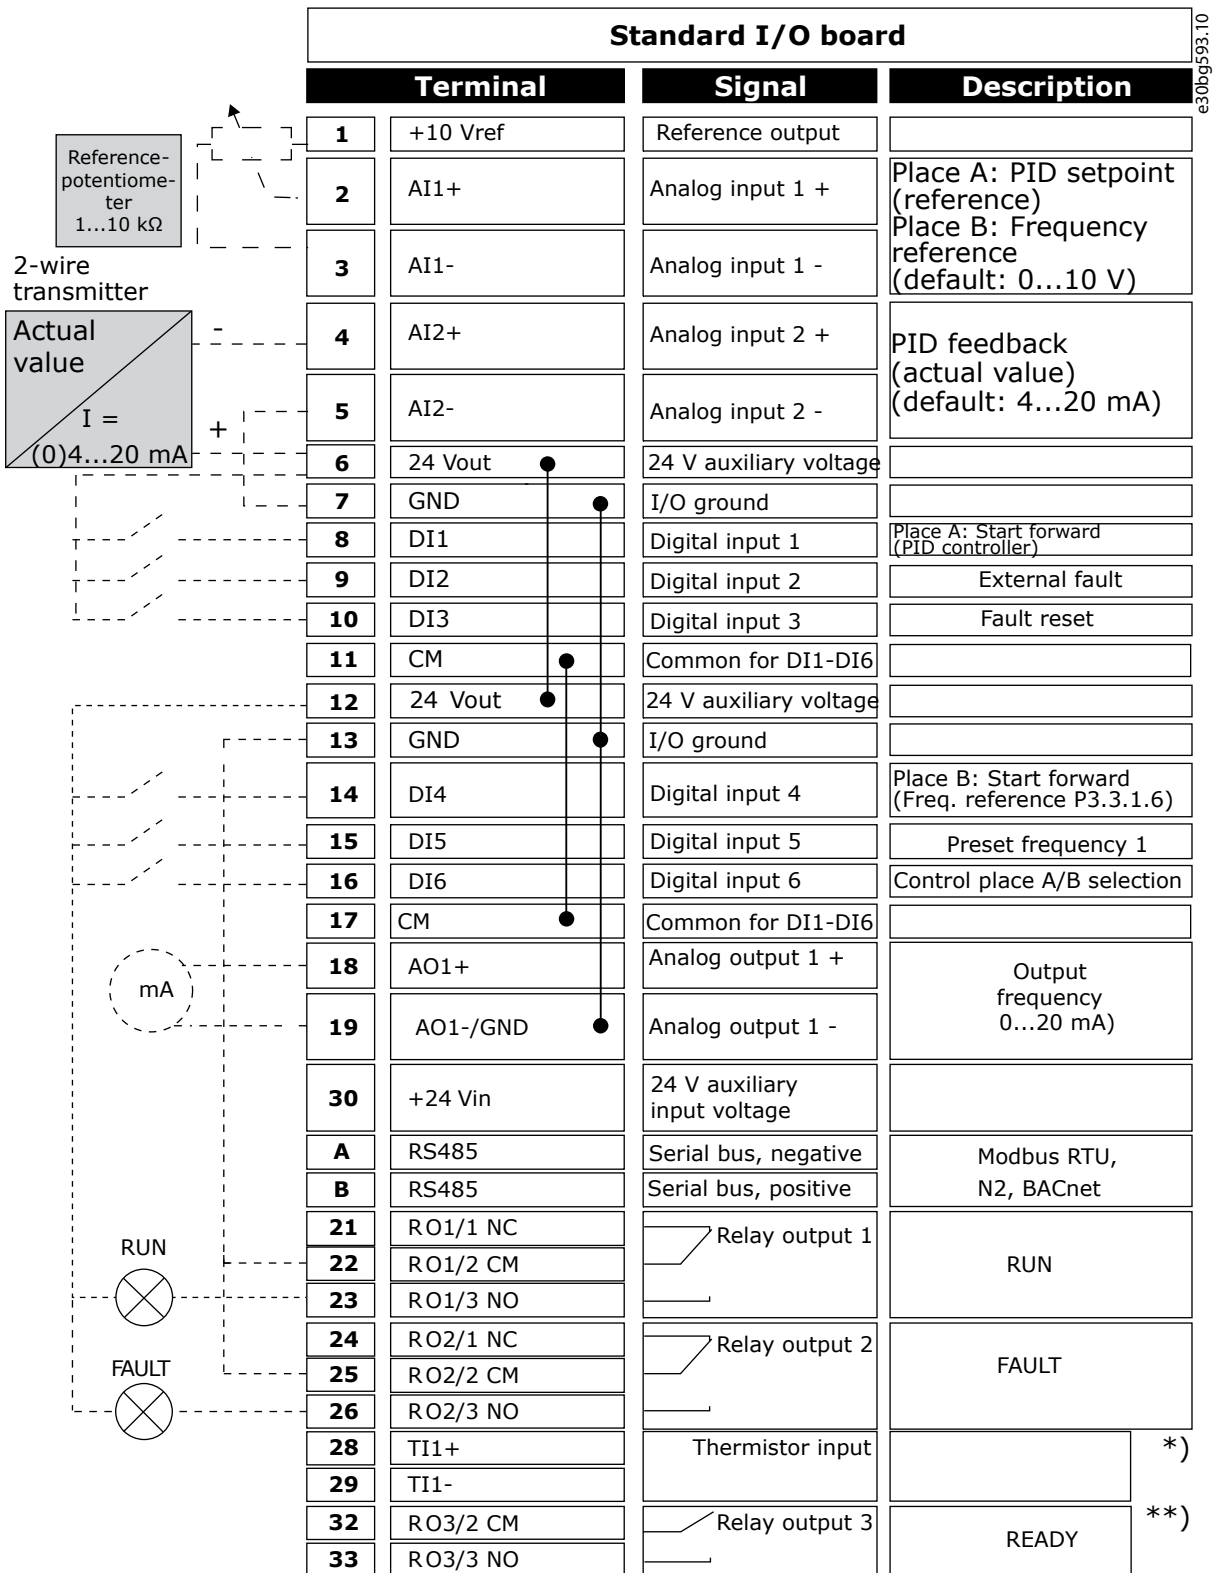 Standard I/O board
e30bg593.10
Terminal Signal Description
Reference-
potentiome-
ter
1...10 kΩ
2-wire
transmitter
Actual
value
I =
(0)4...20 mA
-
+
1 +10 Vref Reference output
2 AI1+ Analog input 1 +
3 AI1- Analog input 1 -
Place A: PID setpoint
(reference)
Place B: Frequency
reference
(default: 0...10 V)
4 AI2+ Analog input 2 +
5 AI2- Analog input 2 -
PID feedback
(actual value)
(default: 4...20 mA)
6 24 Vout 24 V auxiliary voltage
7 GND I/O ground
8 DI1 Digital input 1
Place A: Start forward
(PID controller)
9 DI2 Digital input 2 External fault
10 DI3 Digital input 3 Fault reset
11 CM Common for DI1-DI6
12 24 Vout 24 V auxiliary voltage
13 GND I/O ground
14 DI4 Digital input 4
Place B: Start forward
(Freq. reference P3.3.1.6)
15 DI5 Digital input 5 Preset frequency 1
16 DI6 Digital input 6 Control place A/B selection
17 CM Common for DI1-DI6
mA
18 AO1+ Analog output 1 +
19 AO1-/GND Analog output 1 -
Output
frequency
0...20 mA)
30 +24 Vin
24 V auxiliary
input voltage
A RS485 Serial bus, negative
B RS485 Serial bus, positive
Modbus RTU,
N2, BACnet
RUN
21 RO1/1 NC Relay output 1
22 RO1/2 CM RUN
23 RO1/3 NO
FAULT
24 RO2/1 NC Relay output 2
25 RO2/2 CM FAULT
26 RO2/3 NO
28 TI1+ Thermistor input *)
29 TI1-
32 RO3/2 CM Relay output 3 READY **)
33 RO3/3 NO